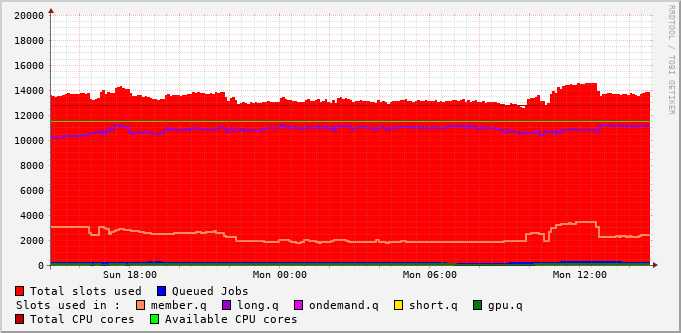 20000
18000
16000
14000
12000
10000
8000
6000
4000
2000
0
Sun 18:00 Mon 00:00 Mon 06:00 Mon 12:00
RRDTOOL / TOBI OETIKER
Total slots used Queued Jobs
Slots used in : member.q long.q ondemand.q short.q gpu.q
Total CPU cores Available CPU cores